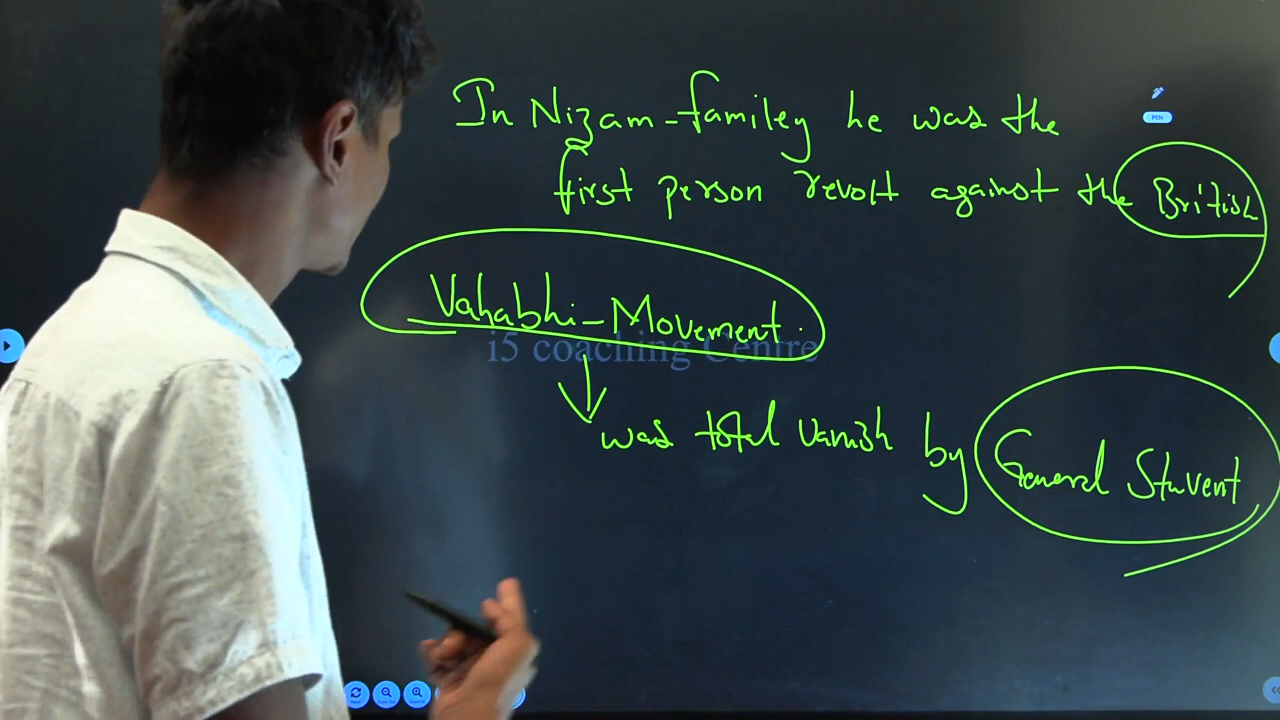 In Nizam-familey he was the
first person revolt against the British
PEN
Vahabhi-Movement.
i5 coaching Centre
was total vanish by General Stuvent